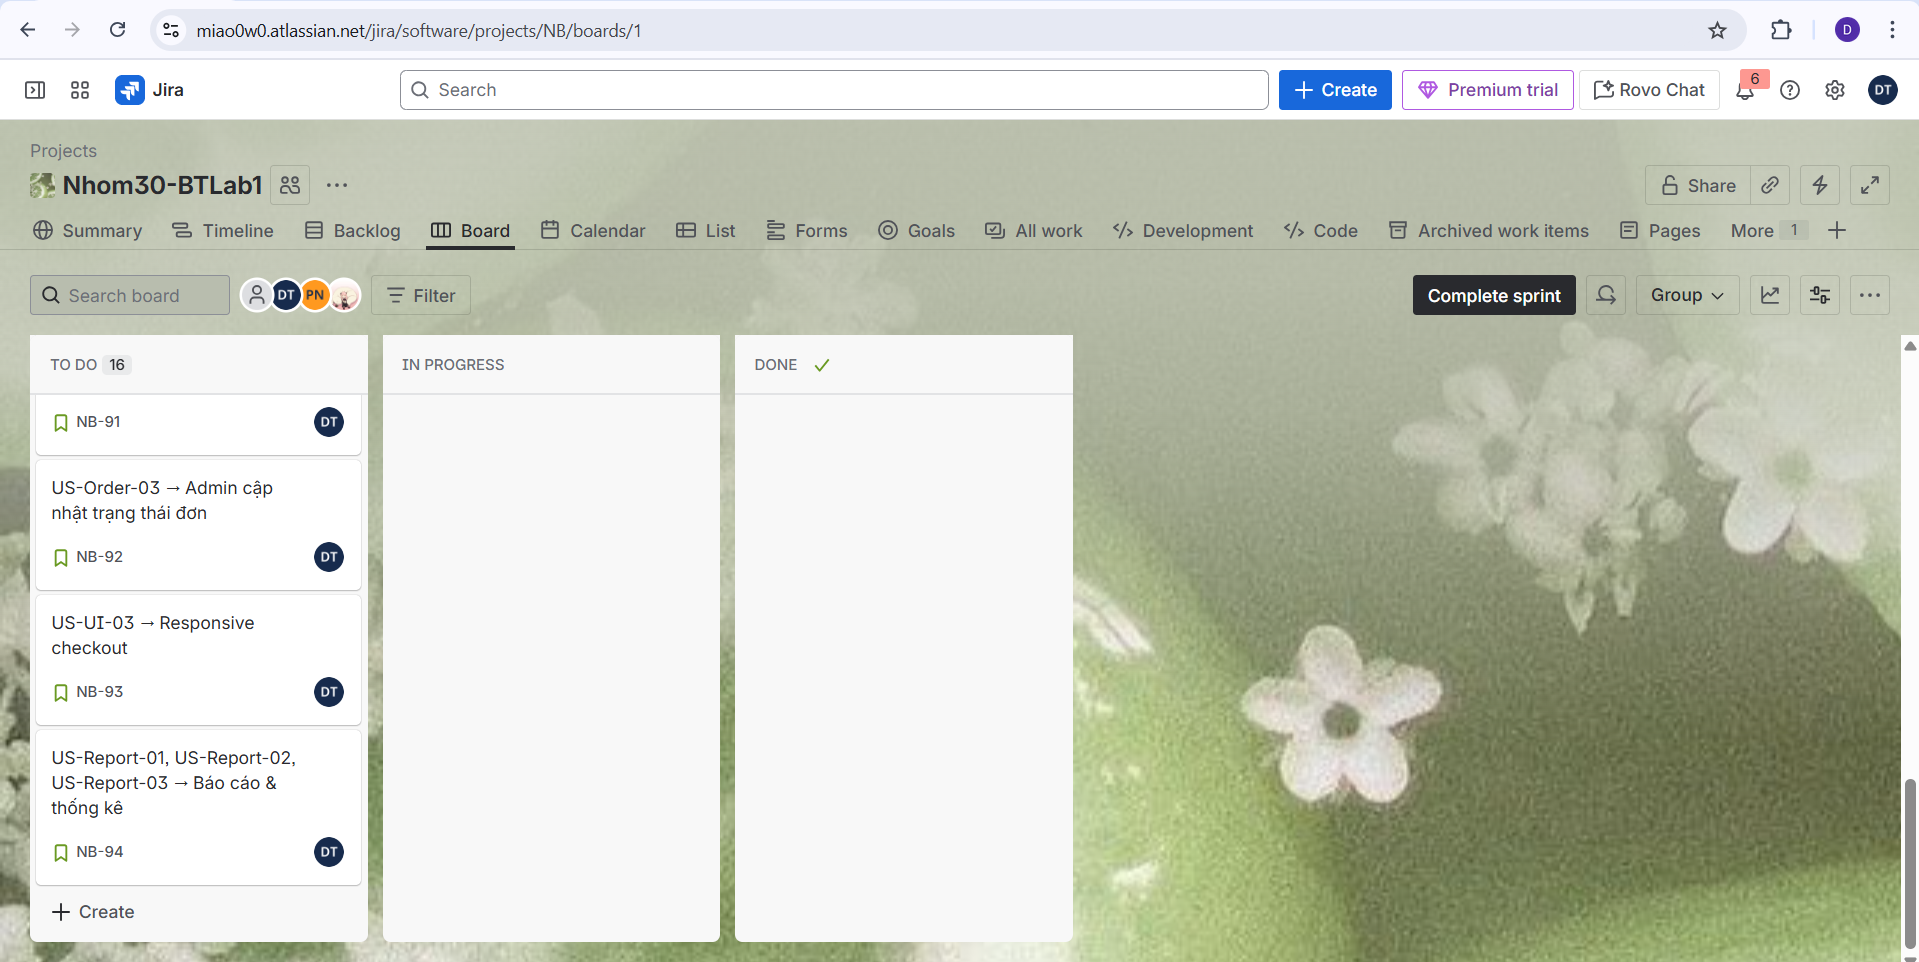 miao0w0.atlassian.net/jira/software/projects/NB/boards/1
D
Jira
Search
Create
Premium trial
Rovo Chat
6
DT
Projects
Nhom30-BTLab1
Share
Summary
Timeline
Backlog
Board
Calendar
List
Forms
Goals
All work
Development
Code
Archived work items
Pages
More 1
Search board
DT
PN
Filter
Complete sprint
Group
TO DO 16
IN PROGRESS
DONE
NB-91
DT
US-Order-03 → Admin cập
nhật trạng thái đơn
NB-92
DT
US-UI-03 → Responsive
checkout
NB-93
DT
US-Report-01, US-Report-02,
US-Report-03 → Báo cáo &
thống kê
NB-94
DT
Create